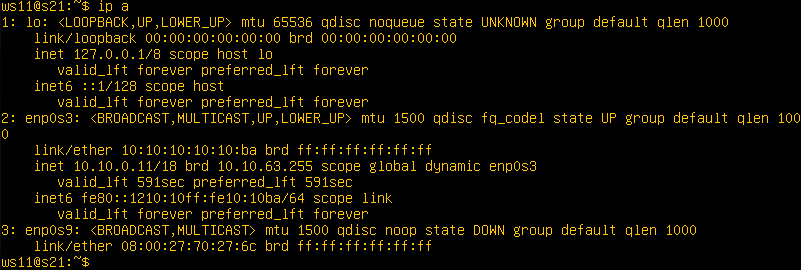 ws11@s21:~$ ip a
1: lo: <LOOPBACK,UP,LOWER_UP> mtu 65536 qdisc noqueue state UNKNOWN group default qlen 1000
    link/loopback 00:00:00:00:00:00 brd 00:00:00:00:00:00
    inet 127.0.0.1/8 scope host lo
       valid_lft forever preferred_lft forever
    inet6 ::1/128 scope host
       valid_lft forever preferred_lft forever
2: enp0s3: <BROADCAST,MULTICAST,UP,LOWER_UP> mtu 1500 qdisc fq_codel state UP group default qlen 100
0
    link/ether 10:10:10:10:10:ba brd ff:ff:ff:ff:ff:ff
    inet 10.10.0.11/18 brd 10.10.63.255 scope global dynamic enp0s3
       valid_lft 591sec preferred_lft 591sec
    inet6 fe80::1210:10ff:fe10:10ba/64 scope link
       valid_lft forever preferred_lft forever
3: enp0s9: <BROADCAST,MULTICAST> mtu 1500 qdisc noop state DOWN group default qlen 1000
    link/ether 08:00:27:70:27:6c brd ff:ff:ff:ff:ff:ff
ws11@s21:~$